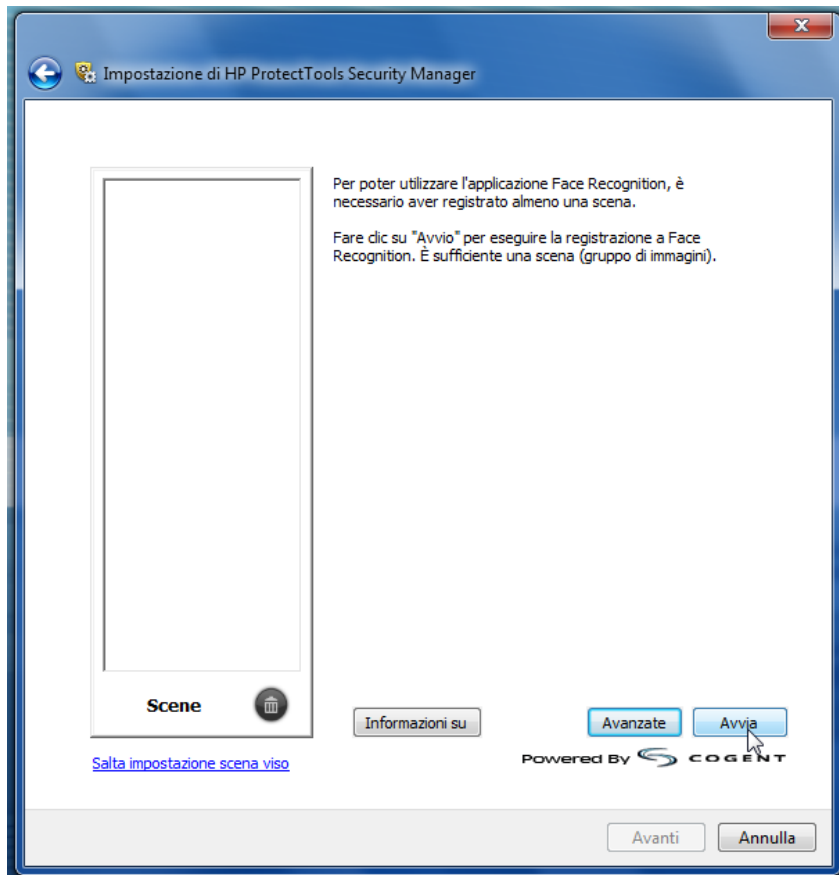 Impostazione di HP ProtectTools Security Manager
Per poter utilizzare l'applicazione Face Recognition, è
necessario aver registrato almeno una scena.
Fare clic su "Avvio" per eseguire la registrazione a Face
Recognition. È sufficiente una scena (gruppo di immagini).
Scene
Informazioni su
Avanzate
Avvia
Salta impostazione scena viso
Powered By COGENT
Avanti
Annulla